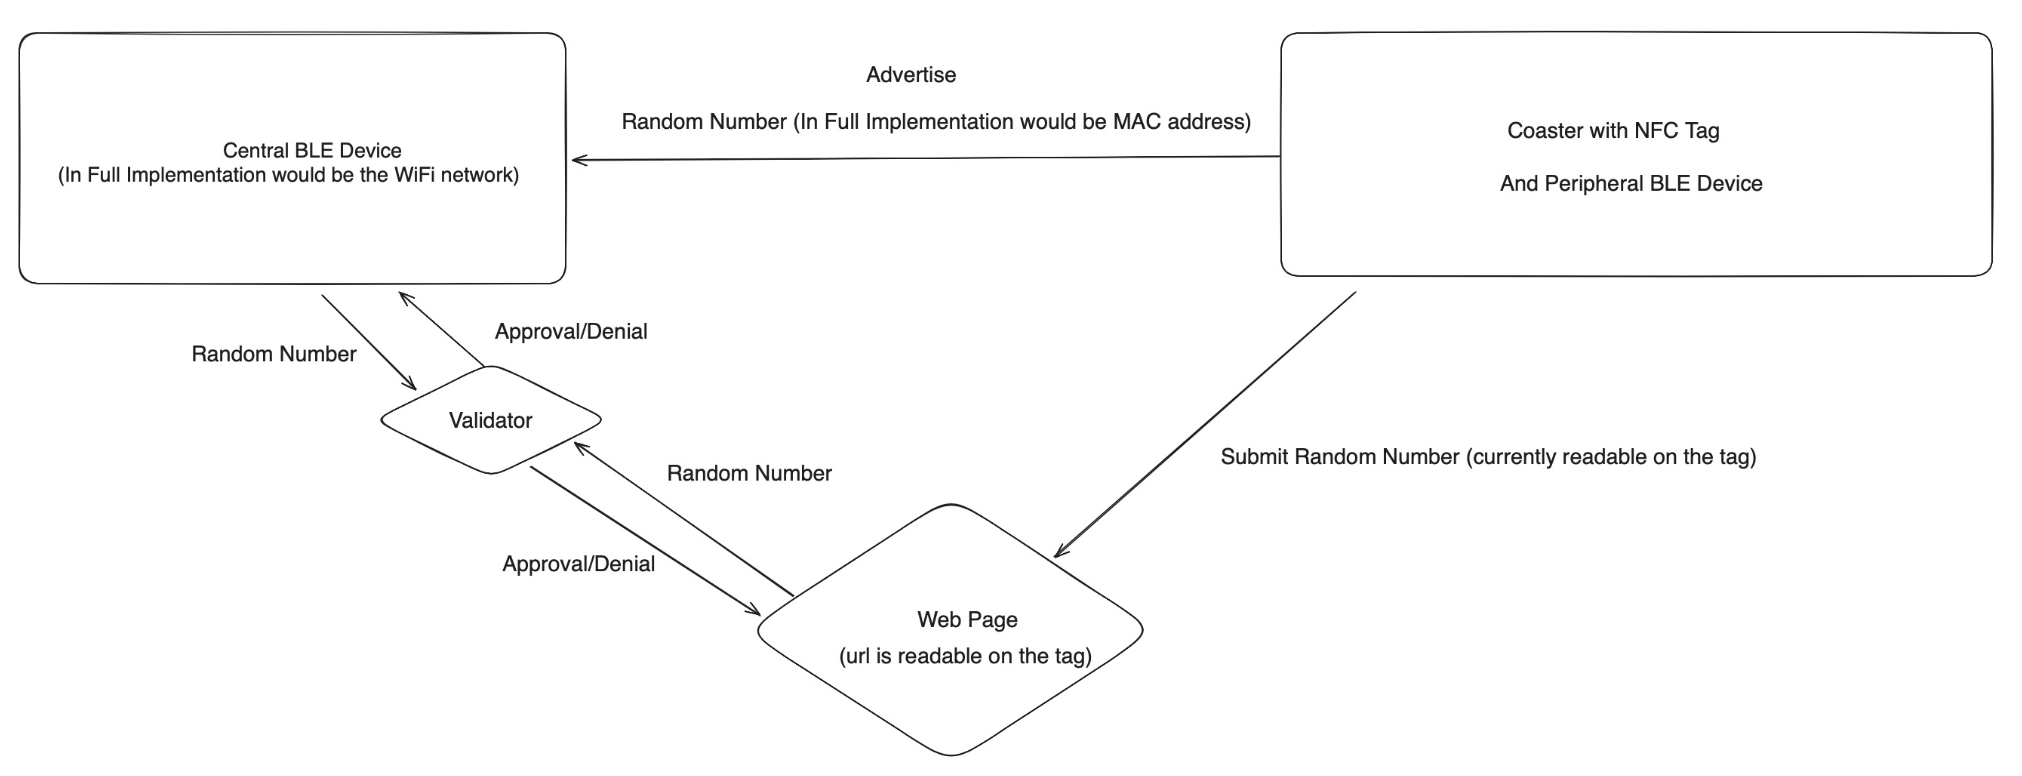 Advertise
Random Number (In Full Implementation would be MAC address)
Central BLE Device
(In Full Implementation would be the WiFi network)
Coaster with NFC Tag
And Peripheral BLE Device
Approval/Denial
Random Number
Validator
Random Number
Submit Random Number (currently readable on the tag)
Approval/Denial
Web Page
(url is readable on the tag)